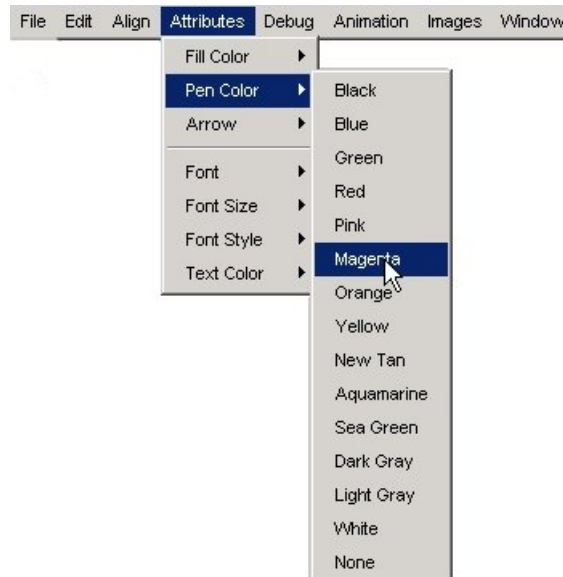 File Edit Align Attributes Debug Animation Images Window
Fill Color
Pen Color
Arrow
Font
Font Size
Font Style
Text Color
Black
Blue
Green
Red
Pink
Magenta
Orange
Yellow
New Tan
Aquamarine
Sea Green
Dark Gray
Light Gray
White
None